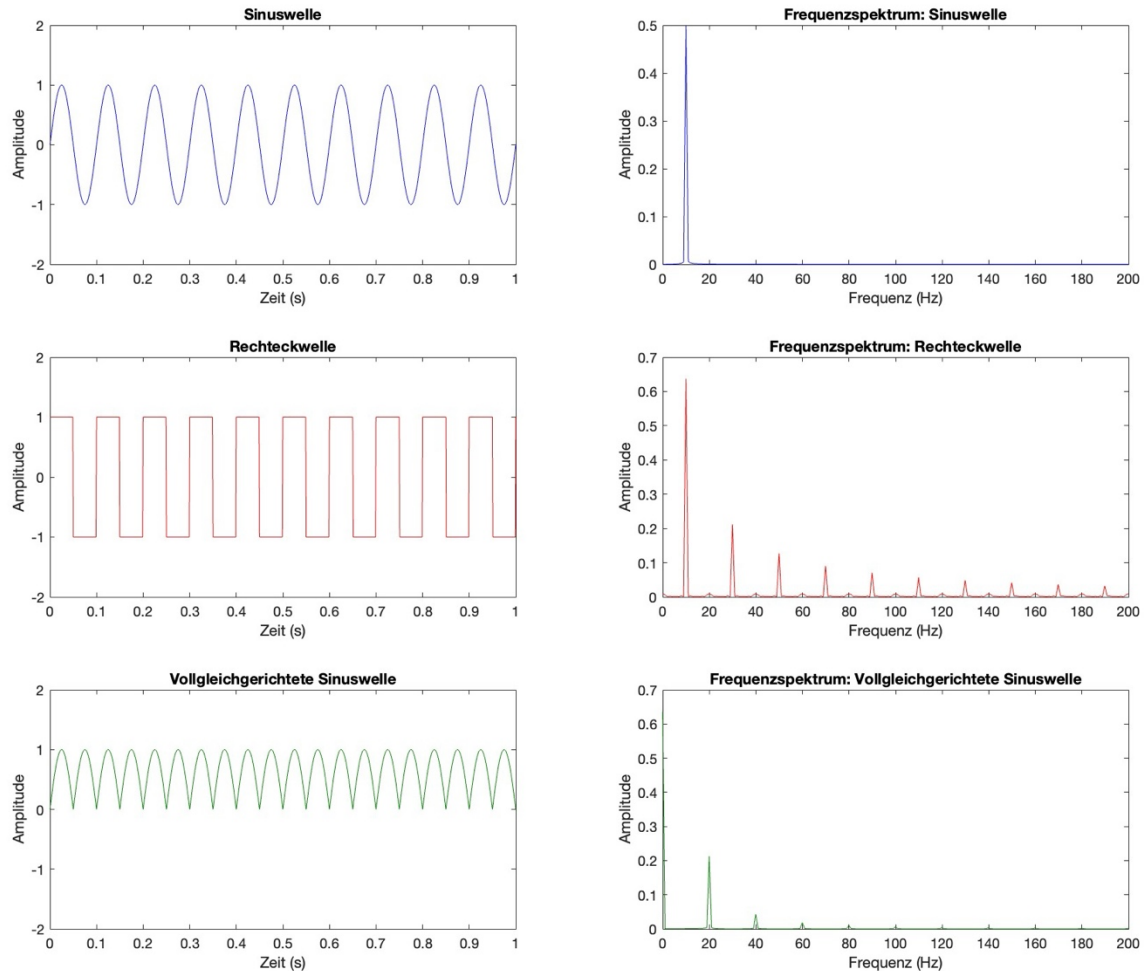 Sinuswelle
2
1
0
-1
-2
Amplitude
0 0.1 0.2 0.3 0.4 0.5 0.6 0.7 0.8 0.9 1
Zeit (s)
Frequenzspektrum: Sinuswelle
0.5
0.4
0.3
0.2
0.1
0
Amplitude
0 20 40 60 80 100 120 140 160 180 200
Frequenz (Hz)
Rechteckwelle
2
1
0
-1
-2
Amplitude
0 0.1 0.2 0.3 0.4 0.5 0.6 0.7 0.8 0.9 1
Zeit (s)
Frequenzspektrum: Rechteckwelle
0.7
0.6
0.5
0.4
0.3
0.2
0.1
0
Amplitude
0 20 40 60 80 100 120 140 160 180 200
Frequenz (Hz)
Vollgleichgerichtete Sinuswelle
2
1
0
-1
-2
Amplitude
0 0.1 0.2 0.3 0.4 0.5 0.6 0.7 0.8 0.9 1
Zeit (s)
Frequenzspektrum: Vollgleichgerichtete Sinuswelle
0.7
0.6
0.5
0.4
0.3
0.2
0.1
0
Amplitude
0 20 40 60 80 100 120 140 160 180 200
Frequenz (Hz)